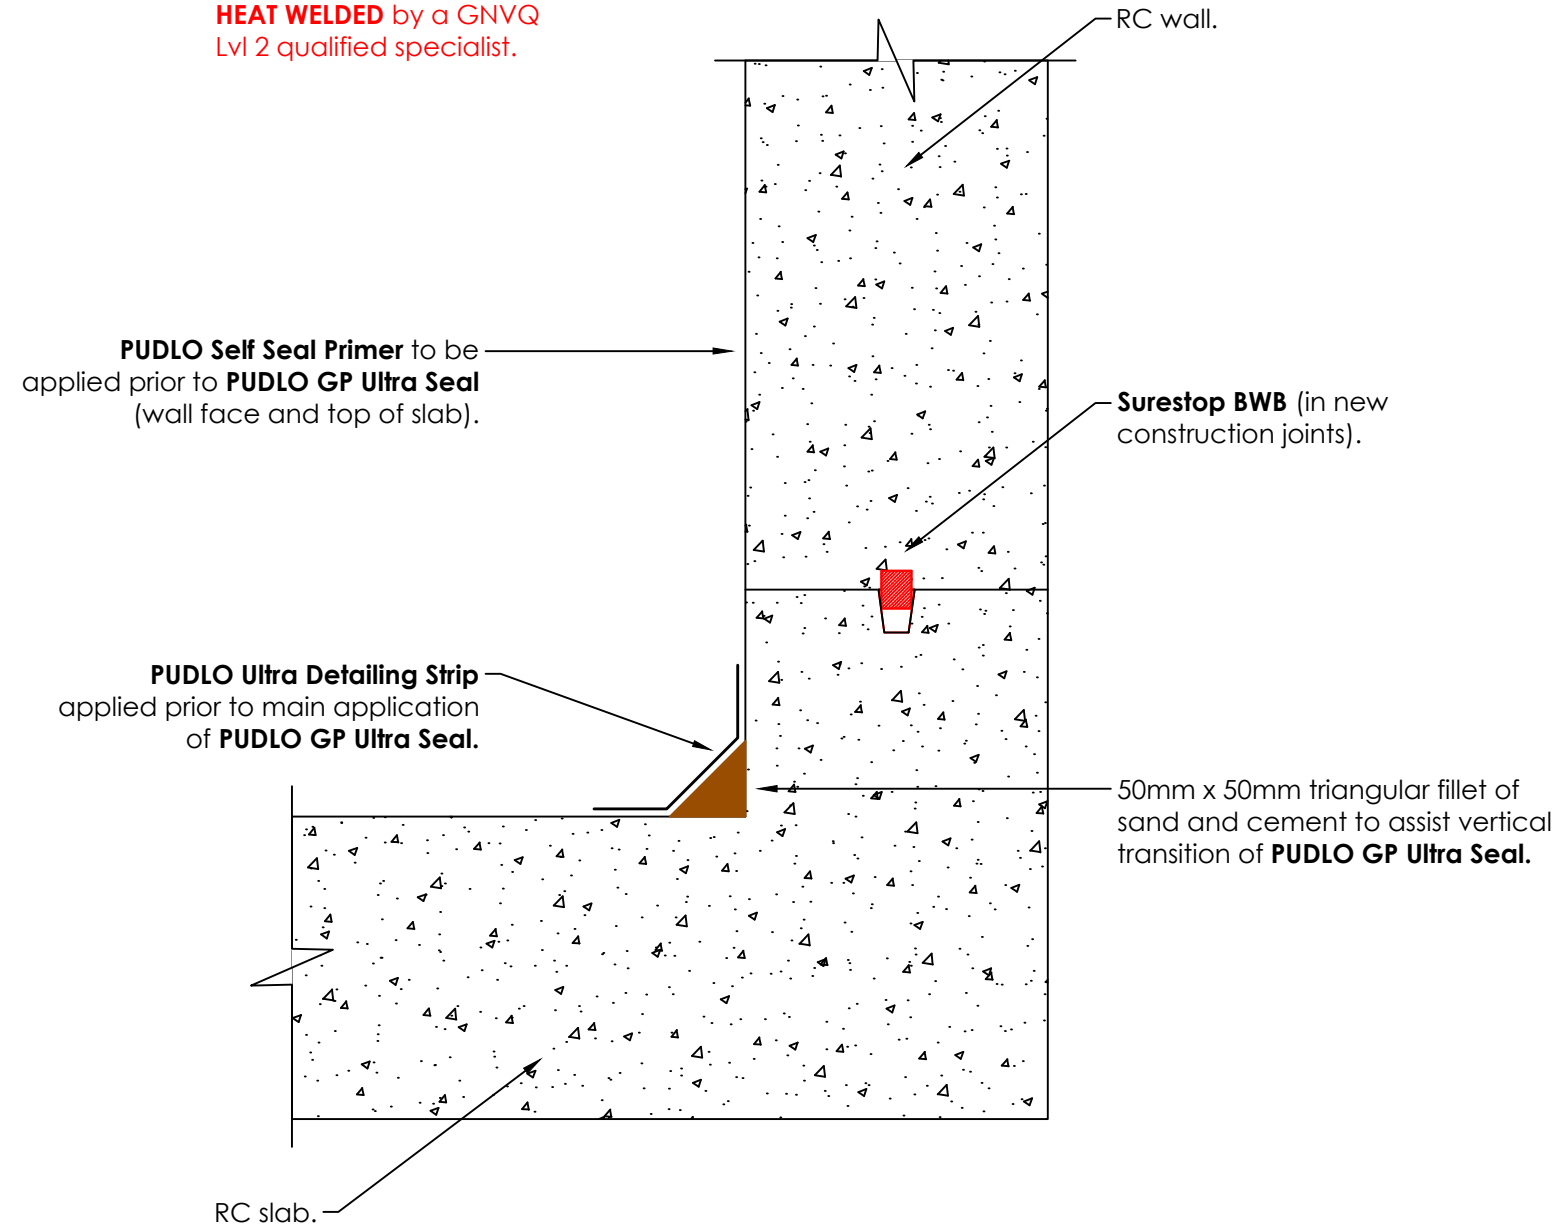 HEAT WELDED by a GNVQ
Lvl 2 qualified specialist.
RC wall.
PUDLO Self Seal Primer to be
applied prior to PUDLO GP Ultra Seal
(wall face and top of slab).
Surestop BWB (in new
construction joints).
PUDLO Ultra Detailing Strip
applied prior to main application
of PUDLO GP Ultra Seal.
50mm x 50mm triangular fillet of
sand and cement to assist vertical
transition of PUDLO GP Ultra Seal.
RC slab.